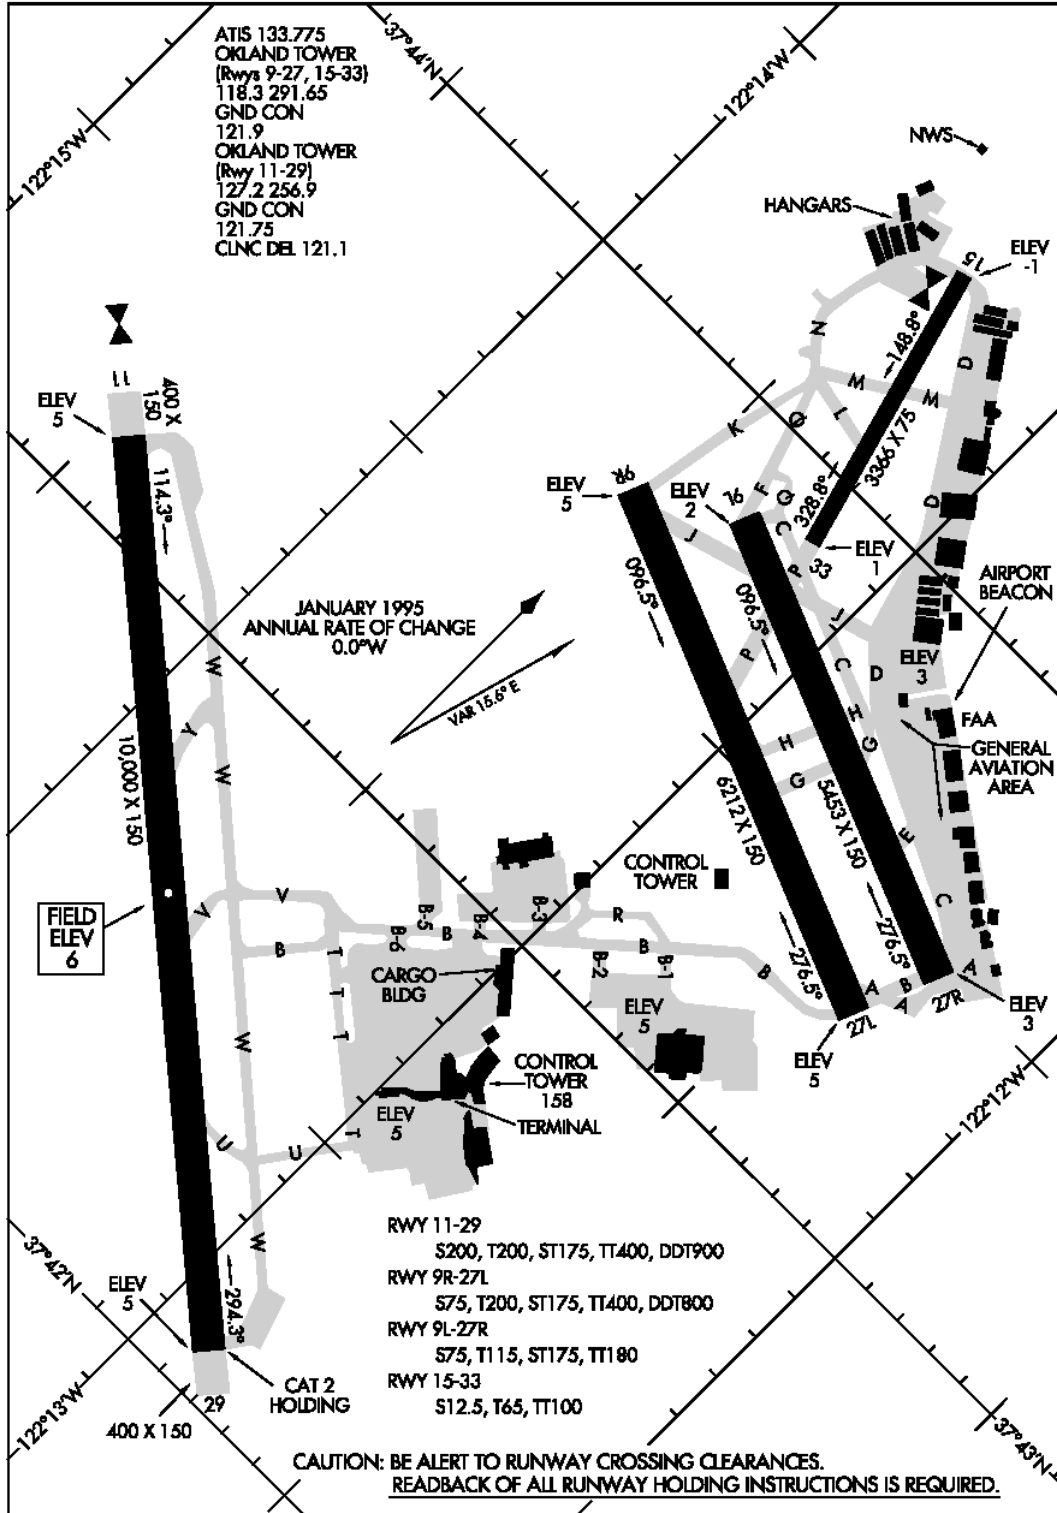 ATIS 133.775
OKLAND TOWER
(Rwys 9-27, 15-33)
118.3 291.65
GND CON
121.9
OKLAND TOWER
(Rwy 11-29)
127.2 256.9
GND CON
121.75
CLNC DEL 121.1
37°44'N
122°14'W
122°15'W
NWS
HANGARS
15
ELEV
-1
148.8°
3366 X 75
328.8°
33
ELEV
1
N
D
M
M
L
Q
K
F
Q
C
P
J
L
D
11
400 X
150
ELEV
5
114.3°
9R
ELEV
5
9L
ELEV
2
096.5°
096.5°
AIRPORT
BEACON
ELEV
3
FAA
GENERAL
AVIATION
AREA
JANUARY 1995
ANNUAL RATE OF CHANGE
0.0°W
VAR 15.6° E
P
C
D
H
H
G
G
E
C
W
Y
W
10,000 X 150
6212 X 150
5453 X 150
CONTROL
TOWER
FIELD
ELEV
6
V
V
B
T
T
T
B-6
B-5
B
B-4
B-3
R
B
B-2
B-1
B
276.5°
276.5°
A
B
A
A
27L
27R
ELEV
3
ELEV
5
CARGO
BLDG
ELEV
5
CONTROL
TOWER
158
TERMINAL
ELEV
5
W
U
U
T
W
122°12'W
37°42'N
ELEV
5
294.3°
CAT 2
HOLDING
29
400 X 150
122°13'W
37°43'N
RWY 11-29
S200, T200, ST175, TT400, DDT900
RWY 9R-27L
S75, T200, ST175, TT400, DDT800
RWY 9L-27R
S75, T115, ST175, TT180
RWY 15-33
S12.5, T65, TT100
CAUTION: BE ALERT TO RUNWAY CROSSING CLEARANCES.
READBACK OF ALL RUNWAY HOLDING INSTRUCTIONS IS REQUIRED.